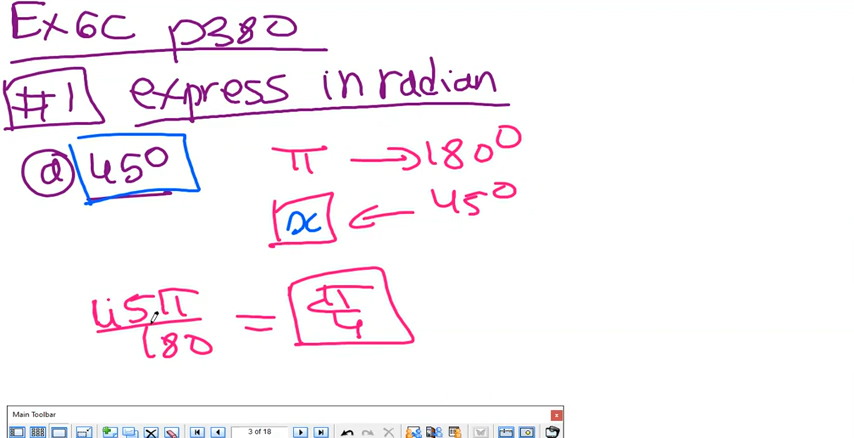 Ex6C p380
#1 express in radian
(a) 45° π → 180°
x ← 45°
45π/180 = π/4
Main Toolbar
3 of 18